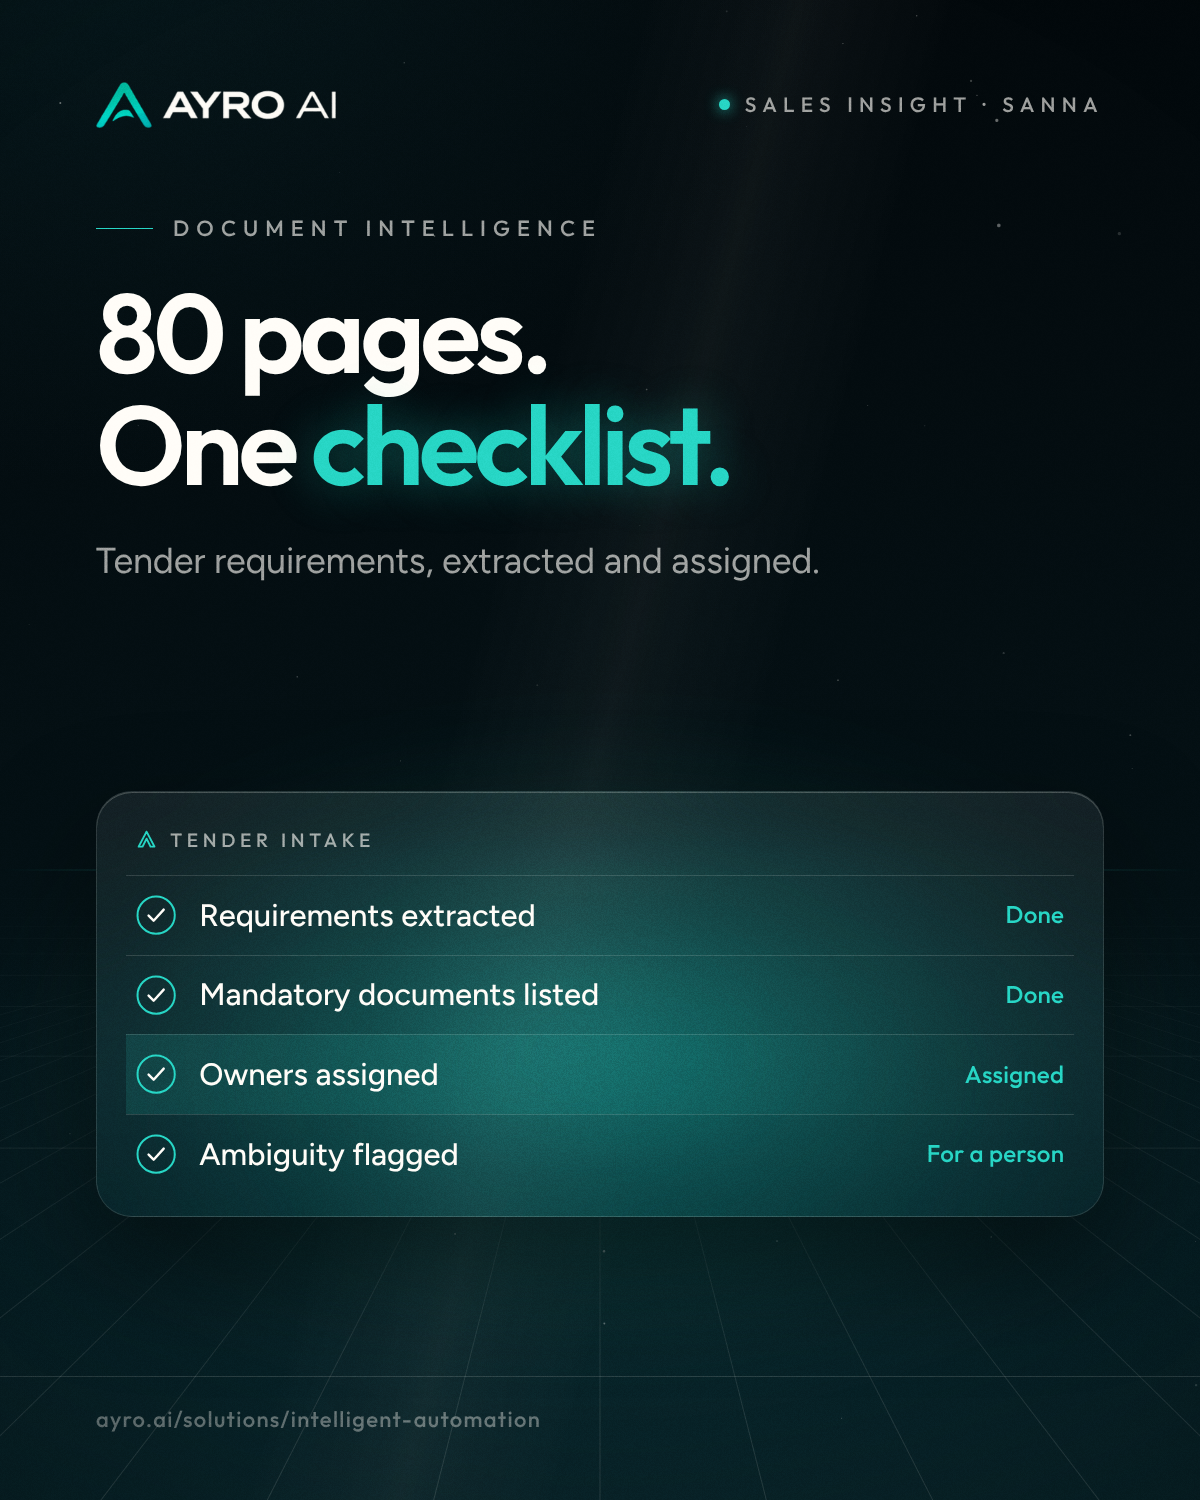 AYRO AI
SALES INSIGHT · SANNA
DOCUMENT INTELLIGENCE
80 pages.
One checklist.
Tender requirements, extracted and assigned.
TENDER INTAKE
Requirements extracted Done
Mandatory documents listed Done
Owners assigned Assigned
Ambiguity flagged For a person
ayro.ai/solutions/intelligent-automation